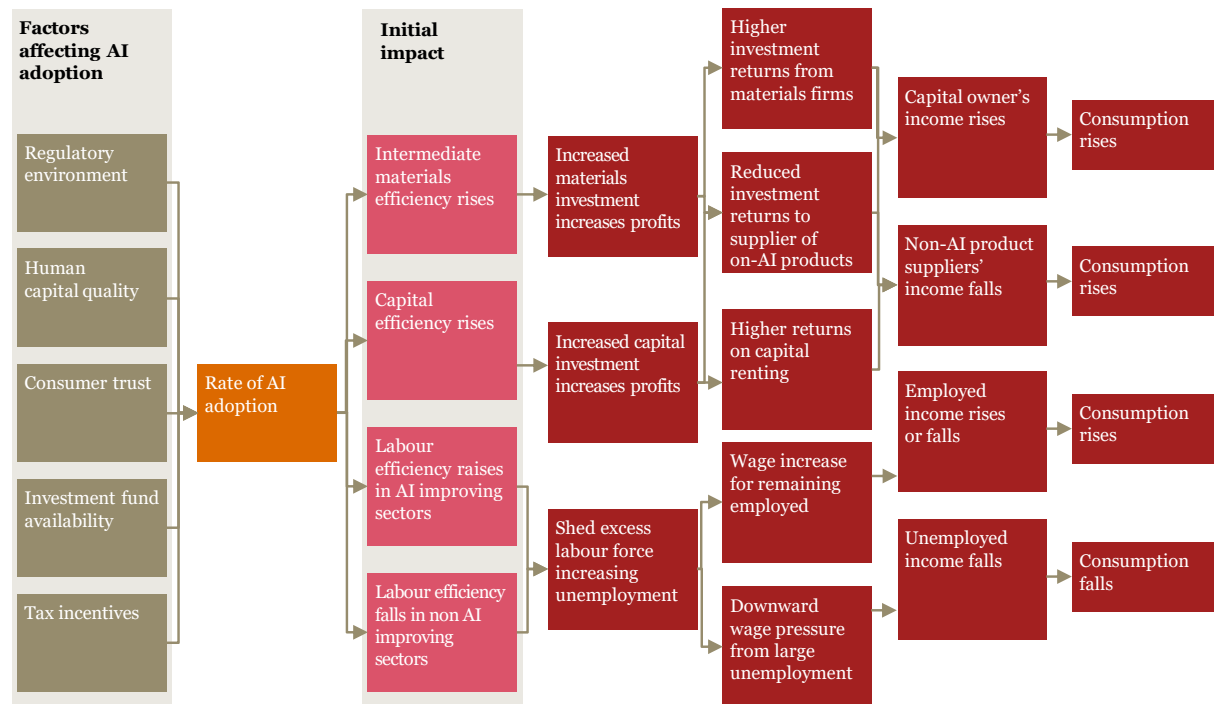 Factors
affecting AI
adoption
Regulatory
environment
Human
capital quality
Consumer trust
Investment fund
availability
Tax incentives
Rate of AI
adoption
Initial
impact
Intermediate
materials
efficiency rises
Capital
efficiency rises
Labour
efficiency raises
in AI improving
sectors
Labour efficiency
falls in non AI
improving
sectors
Increased
materials
investment
increases profits
Increased capital
investment
increases profits
Shed excess
labour force
increasing
unemployment
Higher
investment
returns from
materials firms
Reduced
investment
returns to
supplier of
on-AI products
Higher returns
on capital
renting
Wage increase
for remaining
employed
Downward
wage pressure
from large
unemployment
Capital owner’s
income rises
Non-AI product
suppliers’
income falls
Employed
income rises
or falls
Unemployed
income falls
Consumption
rises
Consumption
rises
Consumption
rises
Consumption
falls